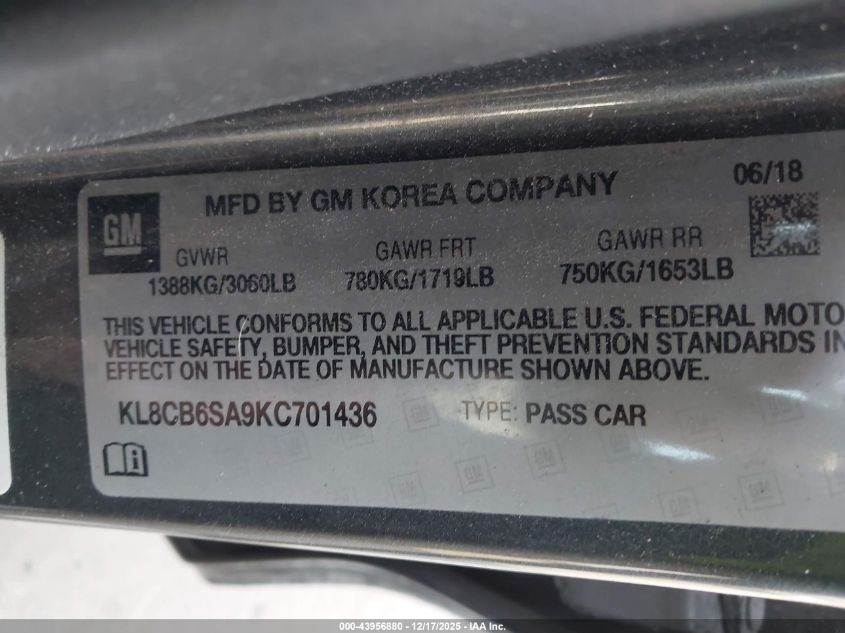 MFD BY GM KOREA COMPANY 06/18
GM
GVWR GAWR FRT GAWR RR
1388KG/3060LB 780KG/1719LB 750KG/1653LB
THIS VEHICLE CONFORMS TO ALL APPLICABLE U.S. FEDERAL MOTO
VEHICLE SAFETY, BUMPER, AND THEFT PREVENTION STANDARDS IN
EFFECT ON THE DATE OF MANUFACTURE SHOWN ABOVE.
KL8CB6SA9KC701436 TYPE: PASS CAR
000-43956880 - 12/17/2025 - IAA Inc.